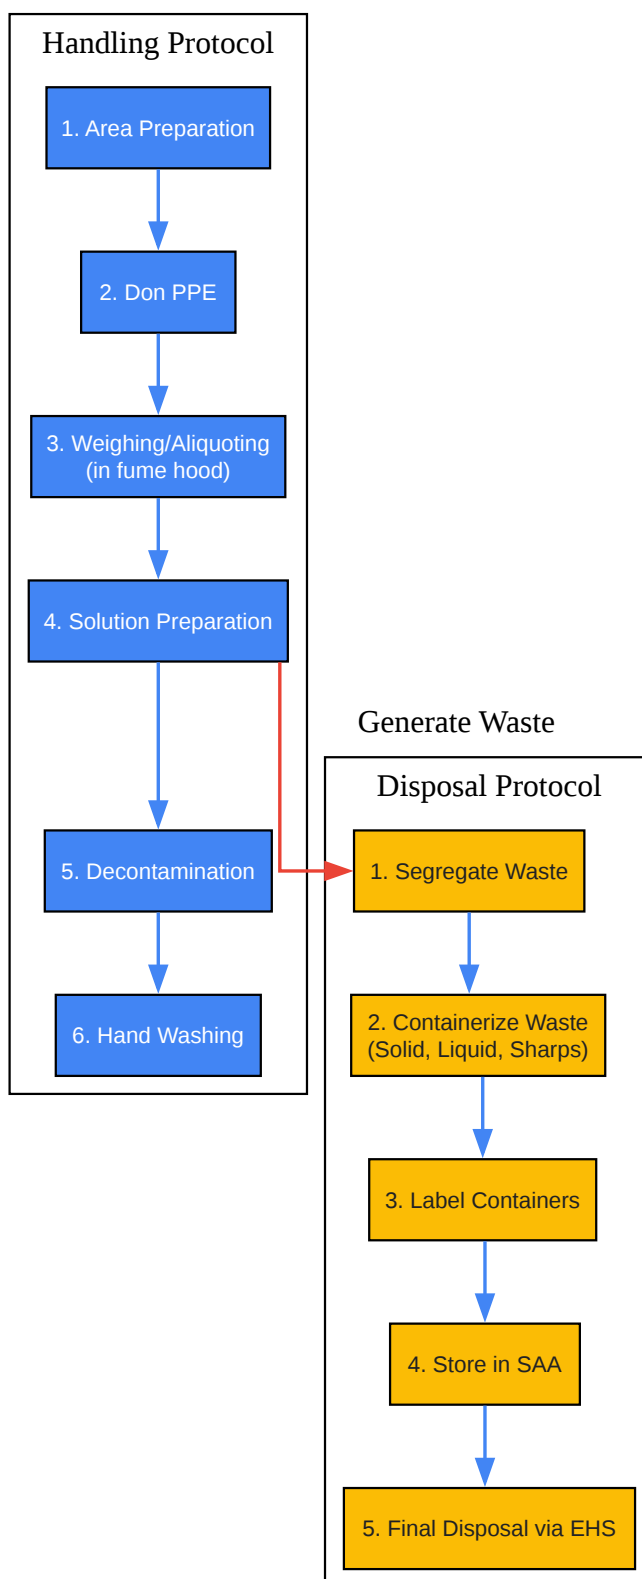 Handling Protocol
1. Area Preparation
2. Don PPE
3. Weighing/Aliquoting
(in fume hood)
4. Solution Preparation
5. Decontamination
6. Hand Washing
Generate Waste
Disposal Protocol
1. Segregate Waste
2. Containerize Waste
(Solid, Liquid, Sharps)
3. Label Containers
4. Store in SAA
5. Final Disposal via EHS